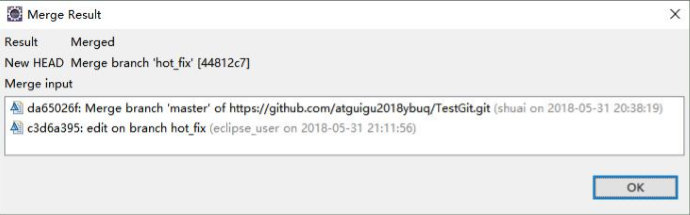 Merge Result
Result Merged
New HEAD Merge branch 'hot_fix' [44812c7]
Merge input
da65026f: Merge branch 'master' of https://github.com/atguigu2018ybuq/TestGit.git (shuai on 2018-05-31 20:38:19)
c3d6a395: edit on branch hot_fix (eclipse_user on 2018-05-31 21:11:56)
OK